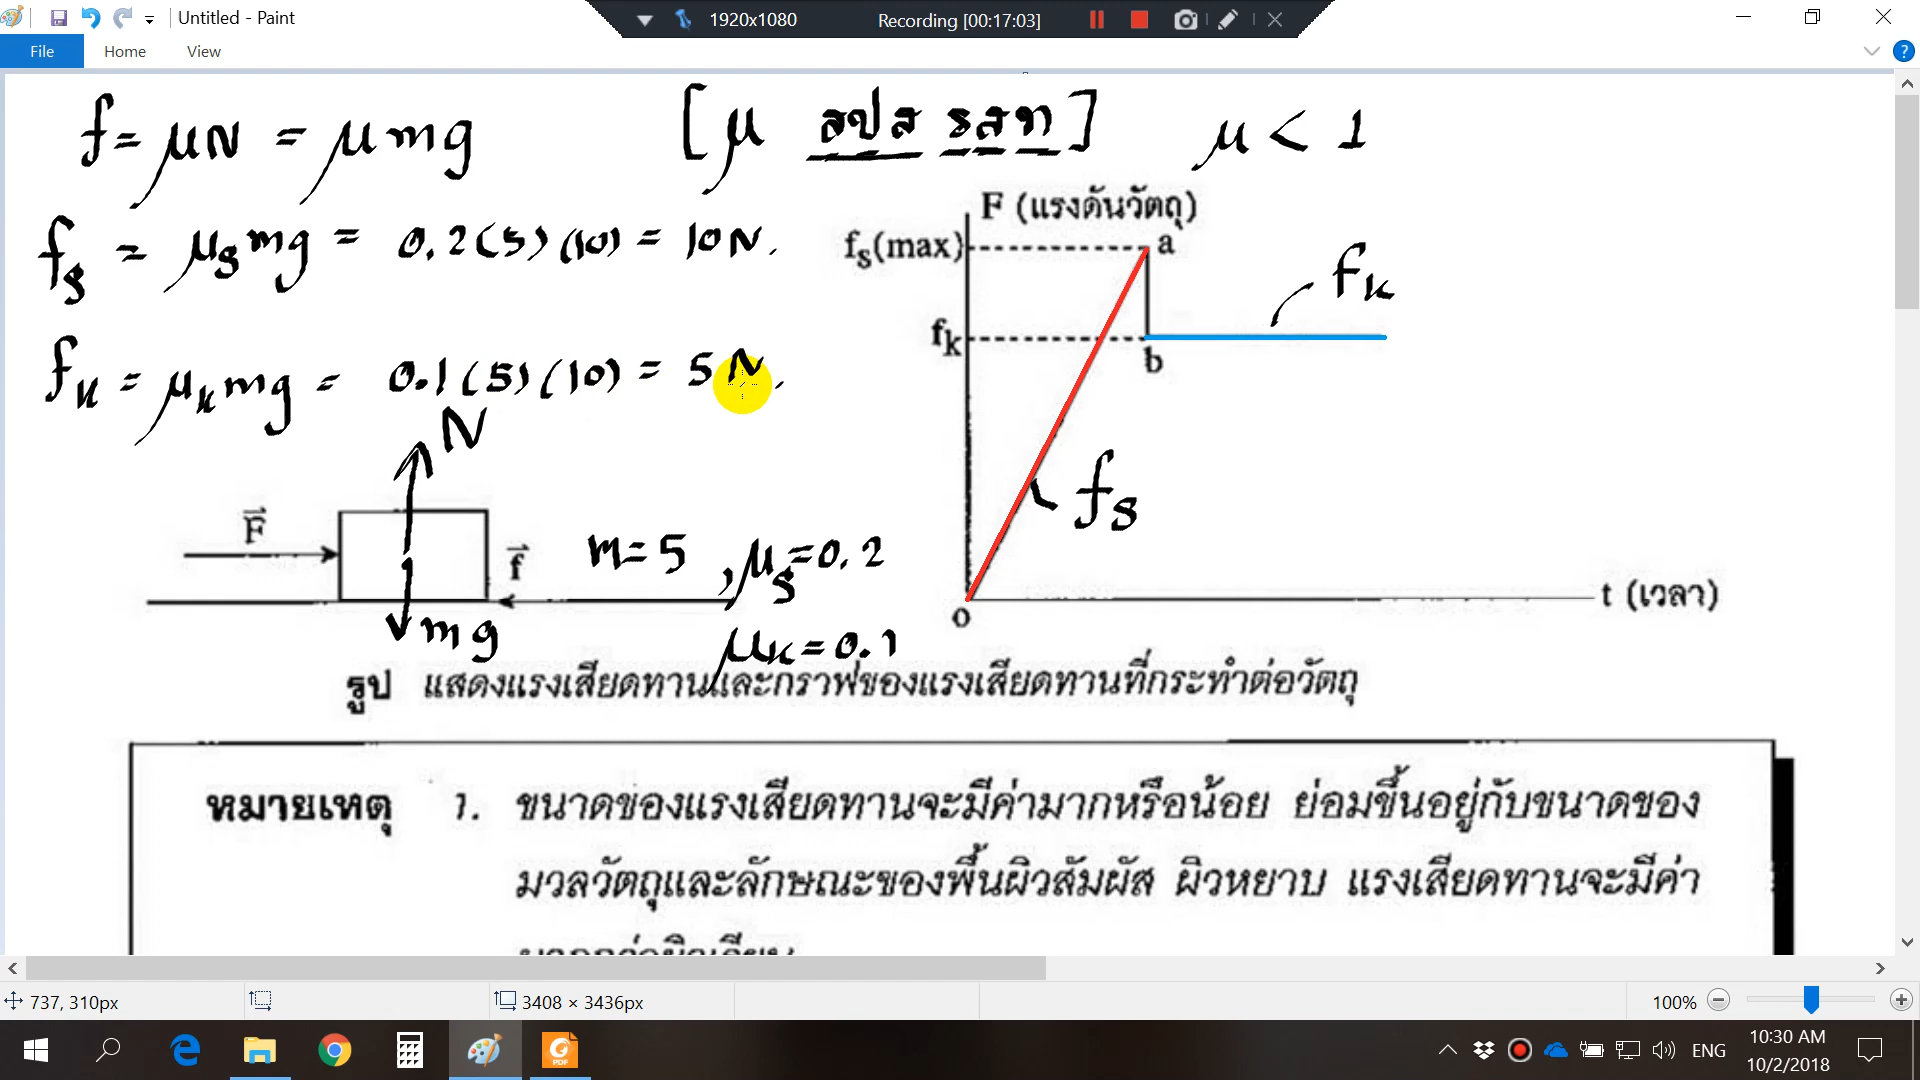 Untitled - Paint
1920x1080
Recording [00:17:03]
File Home View
f = μN = μmg
[μ สปส รสท] μ < 1
fs = μs mg = 0.2(5)(10) = 10 N.
fk = μk mg = 0.1(5)(10) = 5 N.
N
F
f
mg
m = 5 , μs = 0.2
μk = 0.1
F (แรงดันวัตถุ)
fs(max)
a
fk
fk
b
fs
o
t (เวลา)
รูป แสดงแรงเสียดทานและกราฟของแรงเสียดทานที่กระทำต่อวัตถุ
หมายเหตุ 1. ขนาดของแรงเสียดทานจะมีค่ามากหรือน้อย ย่อมขึ้นอยู่กับขนาดของ
มวลวัตถุและลักษณะของพื้นผิวสัมผัส ผิวหยาบ แรงเสียดทานจะมีค่า
737, 310px
3408 × 3436px
100%
PDF
ENG
10:30 AM
10/2/2018